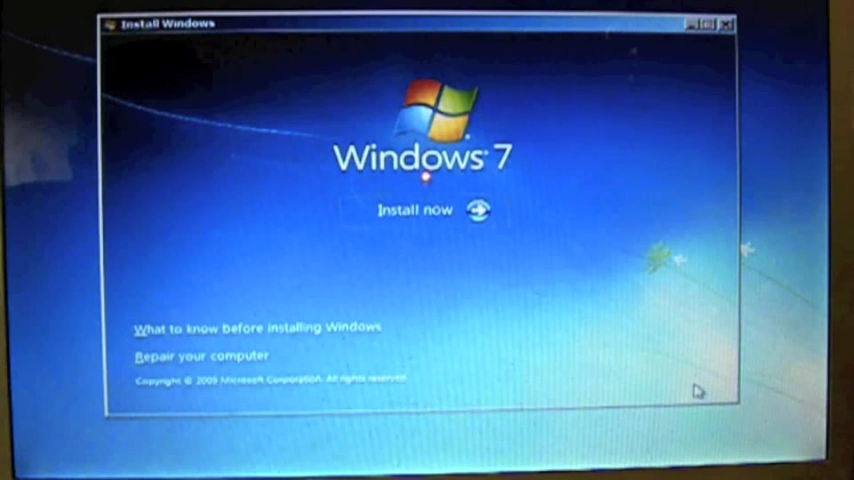 Install Windows
Windows 7
Install now
What to know before installing Windows
Repair your computer
Copyright © 2009 Microsoft Corporation. All rights reserved.